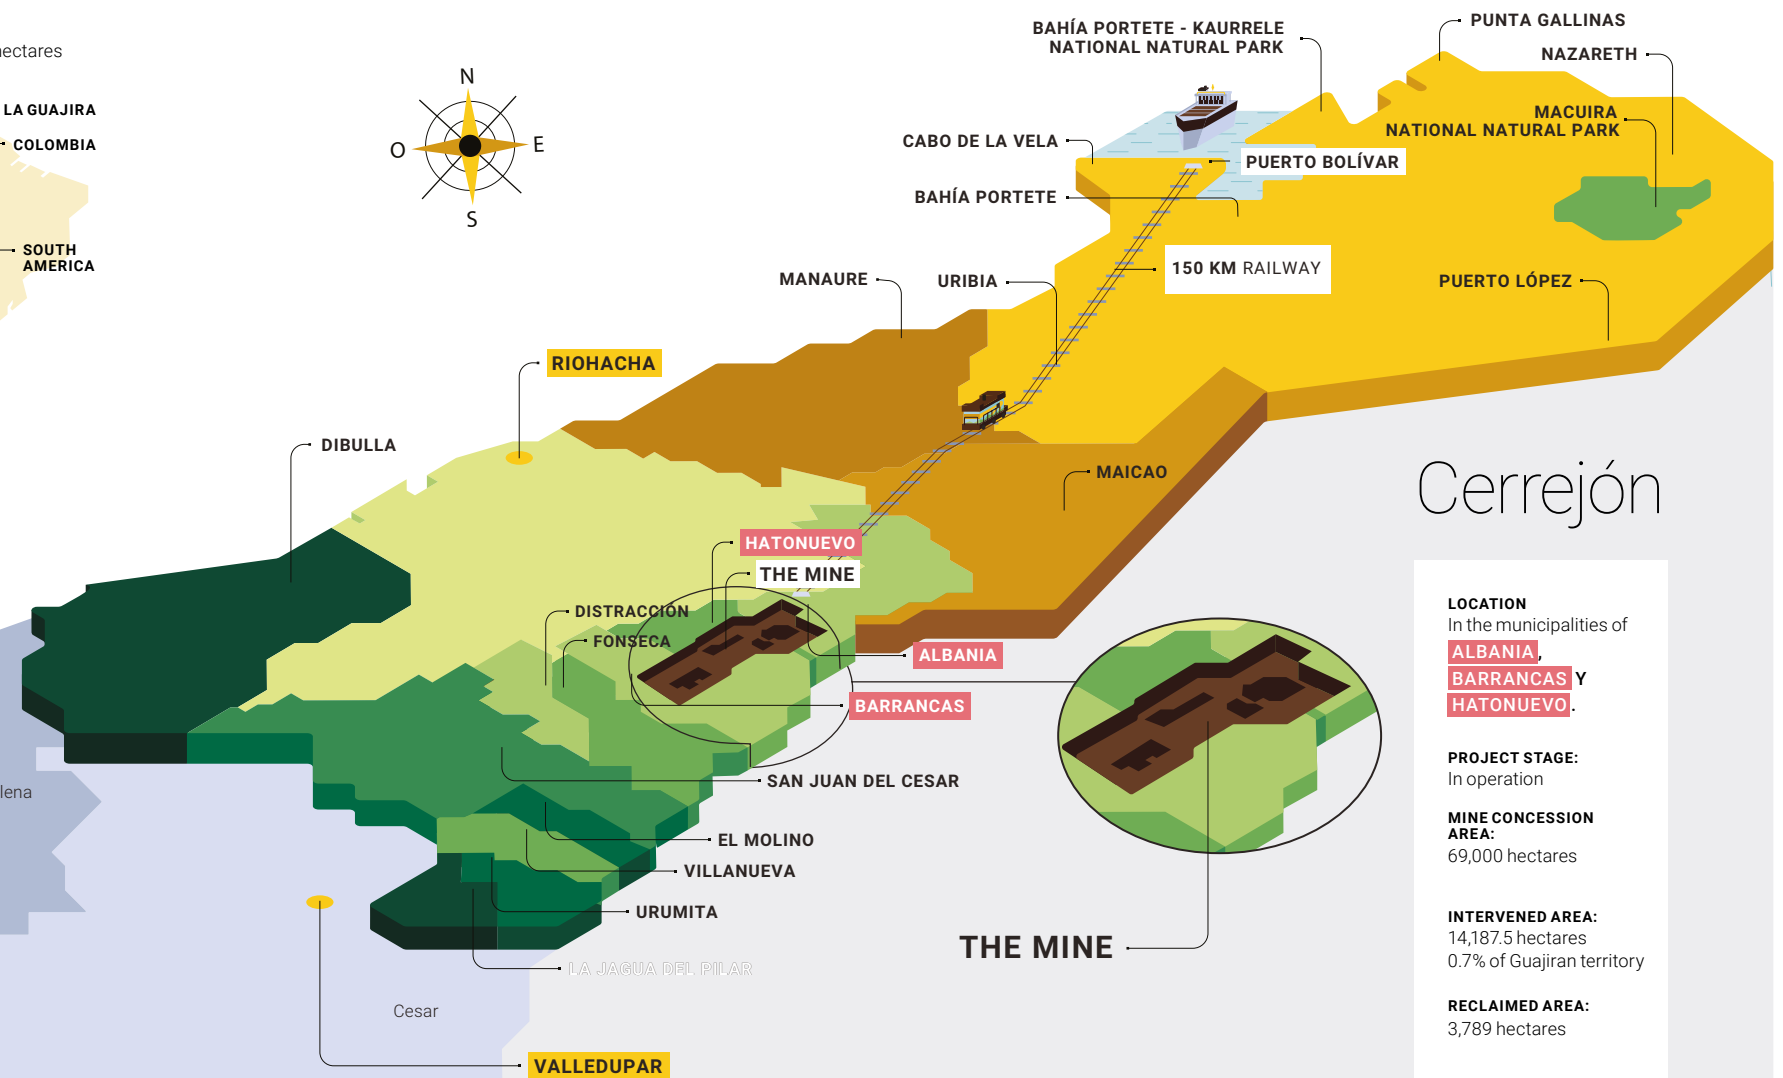 hectares
LA GUAJIRA
COLOMBIA
SOUTH
AMERICA
N
O
E
S
BAHÍA PORTETE - KAURRELE
NATIONAL NATURAL PARK
PUNTA GALLINAS
NAZARETH
MACUIRA
NATIONAL NATURAL PARK
CABO DE LA VELA
PUERTO BOLÍVAR
BAHÍA PORTETE
150 KM RAILWAY
MANAURE
URIBIA
PUERTO LÓPEZ
RIOHACHA
DIBULLA
MAICAO
HATONUEVO
THE MINE
DISTRACCIÓN
FONSECA
ALBANIA
BARRANCAS
SAN JUAN DEL CESAR
EL MOLINO
VILLANUEVA
URUMITA
LA JAGUA DEL PILAR
lena
Cesar
VALLEDUPAR
THE MINE
Cerrejón
LOCATION
In the municipalities of
ALBANIA,
BARRANCAS Y
HATONUEVO.
PROJECT STAGE:
In operation
MINE CONCESSION
AREA:
69,000 hectares
INTERVENED AREA:
14,187.5 hectares
0.7% of Guajiran territory
RECLAIMED AREA:
3,789 hectares